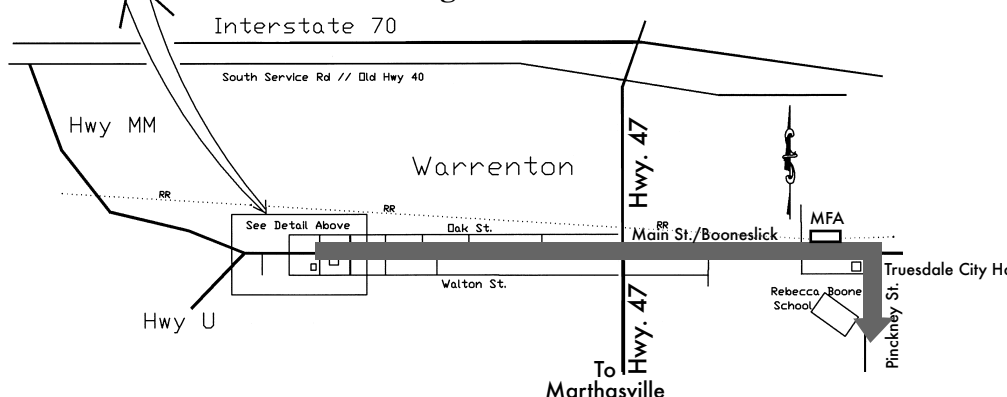 Interstate 70
South Service Rd // Old Hwy 40
Hwy MM
Warrenton
Hwy. 47
RR
RR
RR
MFA
See Detail Above
Oak St.
Main St./Booneslick
Truesdale City Ha
Walton St.
Rebecca Boone
School
Pinckney St.
Hwy U
Hwy. 47
To
Marthasville